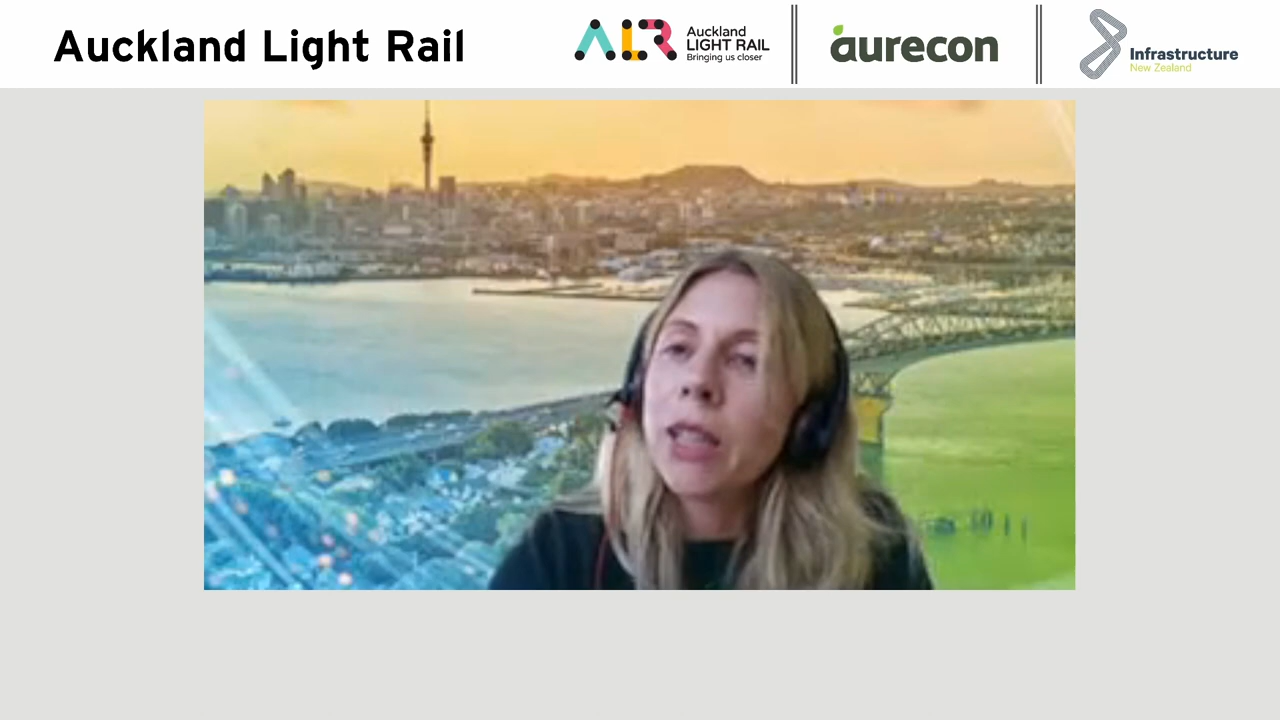 Auckland Light Rail
ALR
Auckland
LIGHT RAIL
Bringing us closer
aurecon
Infrastructure
New Zealand